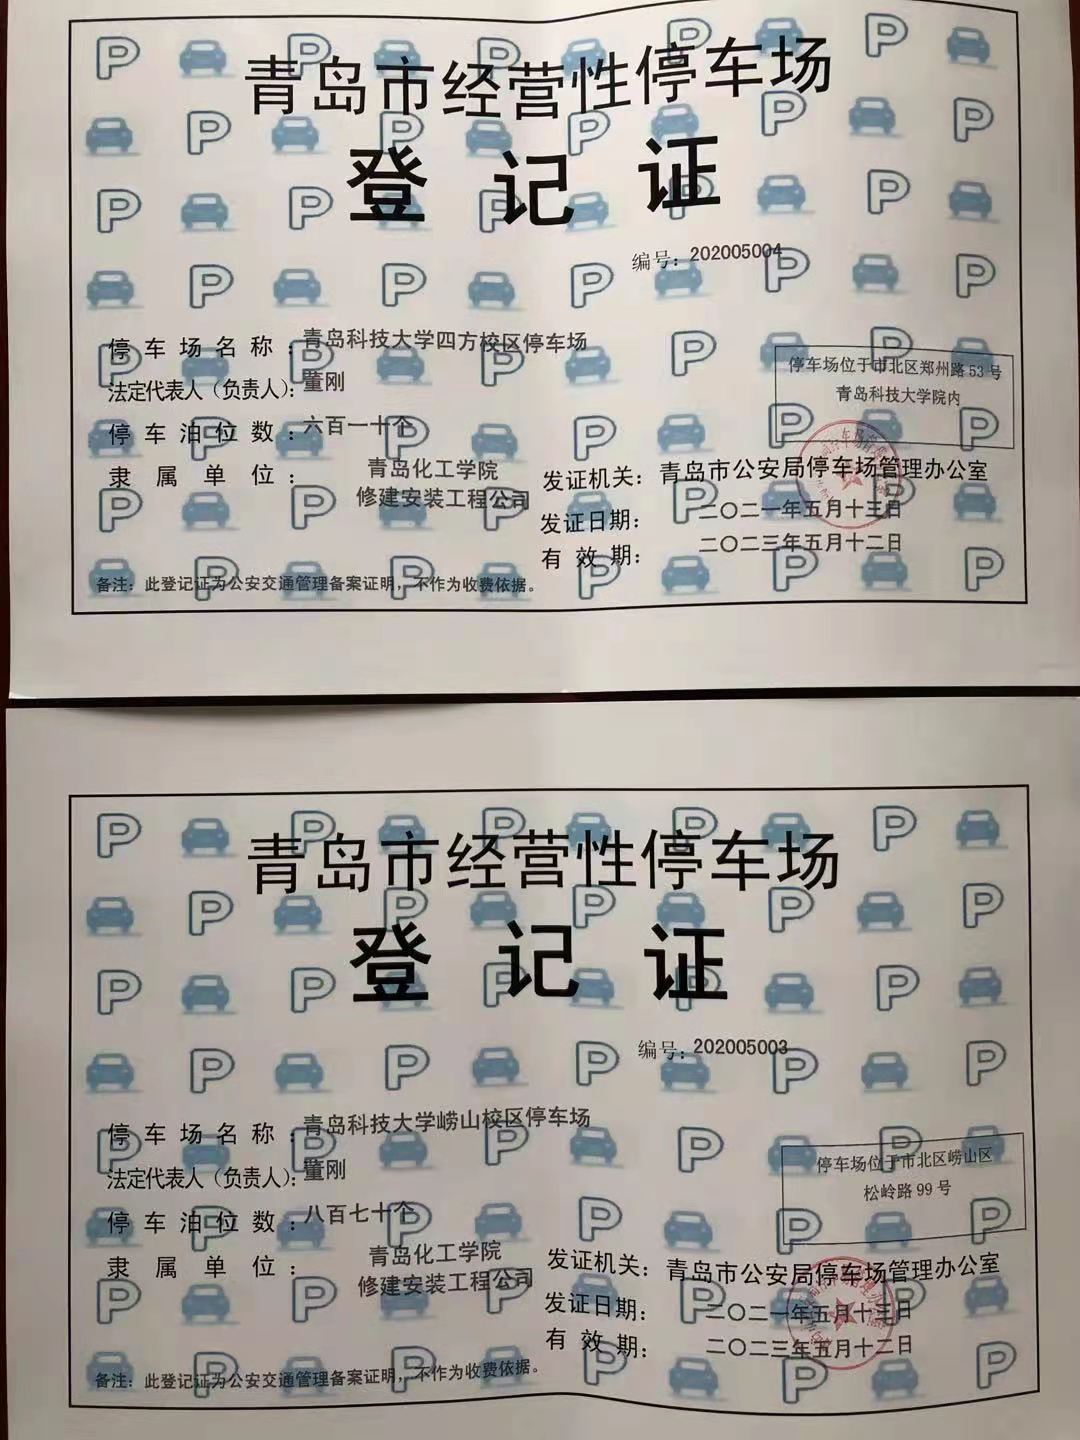 青岛市经营性停车场
登记证
编号：202005004
停车场名称：青岛科技大学四方校区停车场
法定代表人（负责人）：董刚
停车泊位数：六百一十个
隶属单位：青岛化工学院
修建安装工程公司
停车场位于市北区郑州路53号
青岛科技大学院内
发证机关：青岛市公安局停车场管理办公室
发证日期：二〇二一年五月十三日
有效期：二〇二三年五月十二日
备注：此登记证为公安交通管理备案证明，不作为收费依据。
青岛市经营性停车场
登记证
编号：202005003
停车场名称：青岛科技大学崂山校区停车场
法定代表人（负责人）：董刚
停车泊位数：八百七十个
隶属单位：青岛化工学院
修建安装工程公司
停车场位于市北区崂山区
松岭路99号
发证机关：青岛市公安局停车场管理办公室
发证日期：二〇二一年五月十三日
有效期：二〇二三年五月十二日
备注：此登记证为公安交通管理备案证明，不作为收费依据。